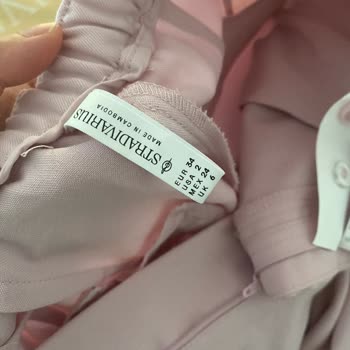 STRADIVARIUS
MADE IN CAMBODIA
EUR 34
USA 2
MEX 24
UK 6